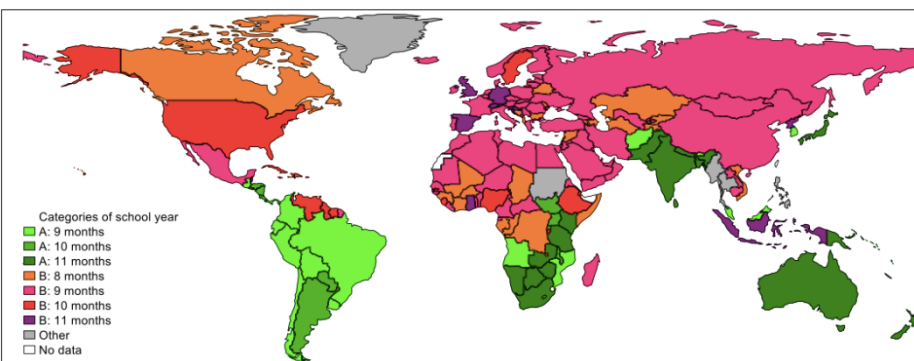 Categories of school year
A: 9 months
A: 10 months
A: 11 months
B: 8 months
B: 9 months
B: 10 months
B: 11 months
Other
No data